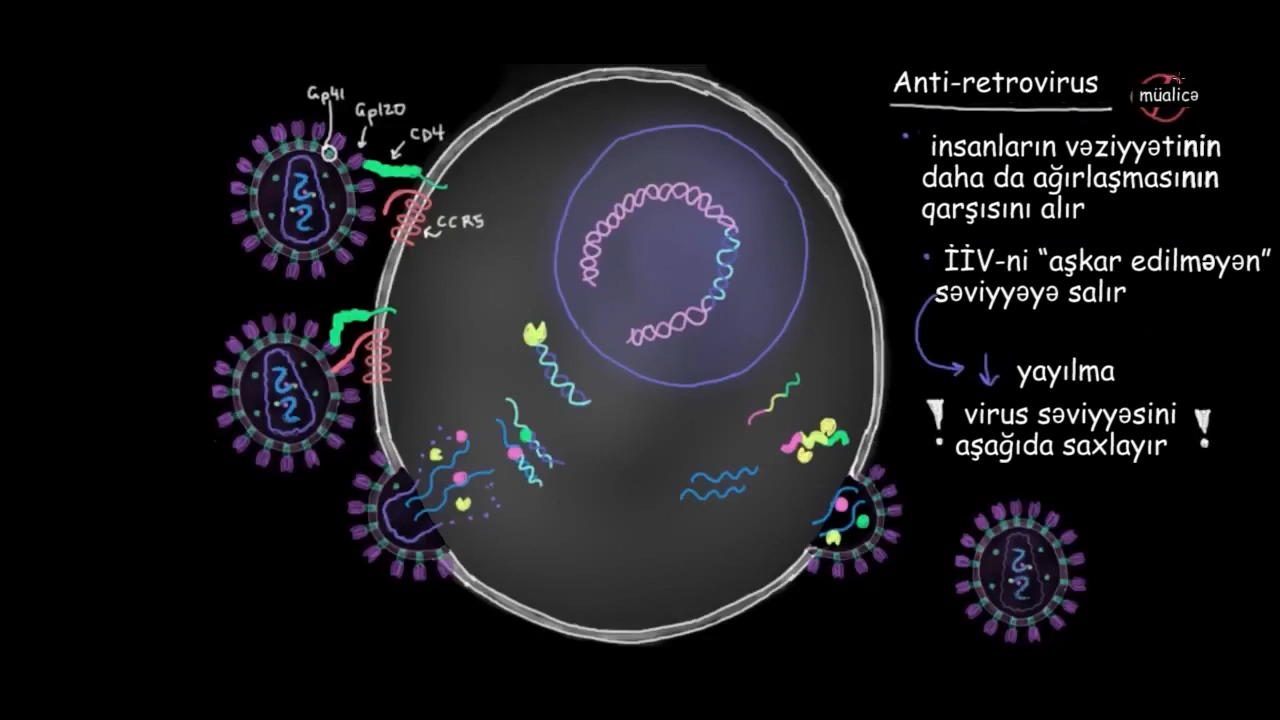 Gp41
Gp120
CD4
CCR5
Anti-retrovirus
müalicə
insanların vəziyyətinin
daha da ağırlaşmasının
qarşısını alır
İİV-ni “aşkar edilməyən”
səviyyəyə salır
↓ yayılma
! virus səviyyəsini !
aşağıda saxlayır